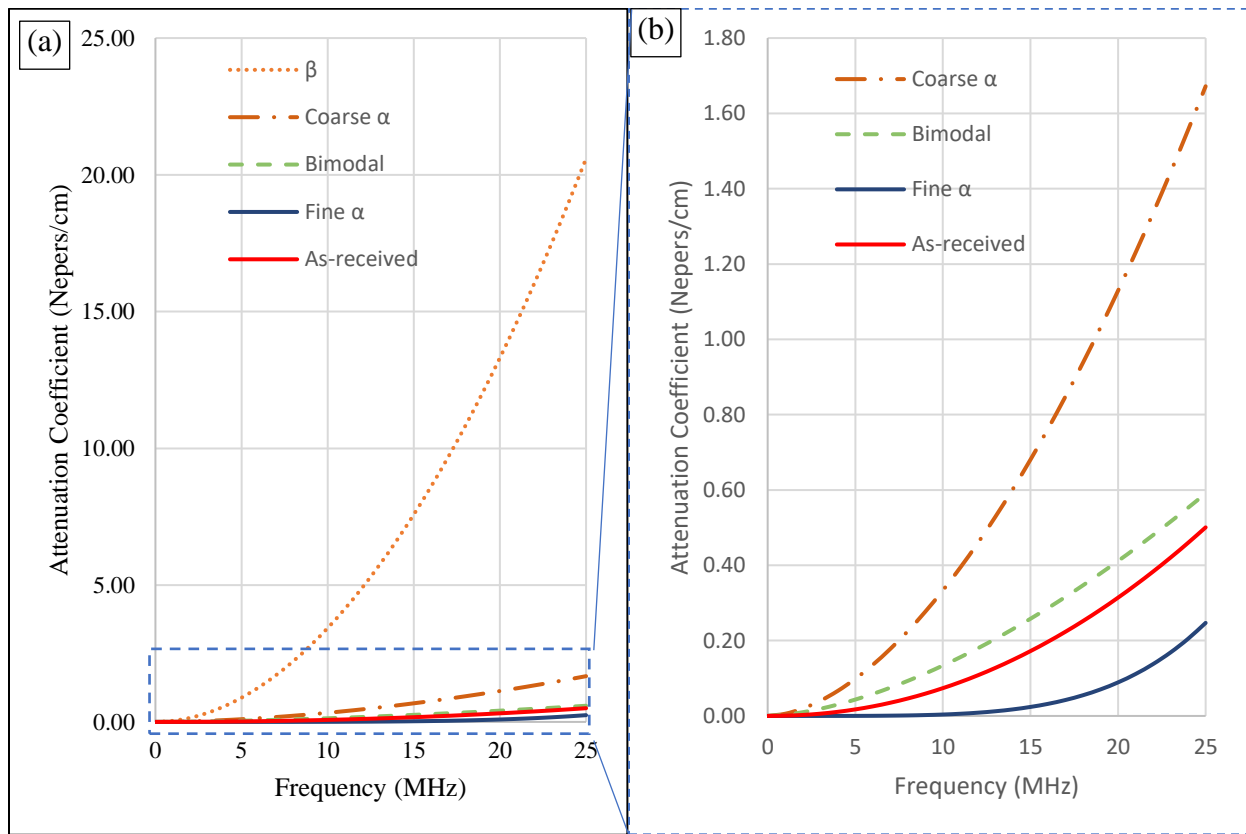 (a)
25.00
20.00
15.00
10.00
5.00
0.00
Attenuation Coefficient (Nepers/cm)
β
Coarse α
Bimodal
Fine α
As-received
0 5 10 15 20 25
Frequency (MHz)
(b)
1.80
1.60
1.40
1.20
1.00
0.80
0.60
0.40
0.20
0.00
Attenuation Coefficient (Nepers/cm)
Coarse α
Bimodal
Fine α
As-received
0 5 10 15 20 25
Frequency (MHz)